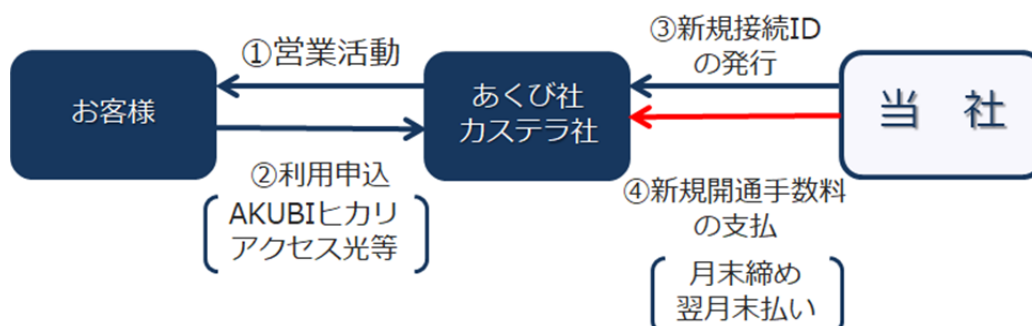 お客様
①営業活動
②利用申込
AKUBIヒカリ
アクセス光等
あくび社
カステラ社
③新規接続ID
の発行
④新規開通手数料
の支払
月末締め
翌月末払い
当　社